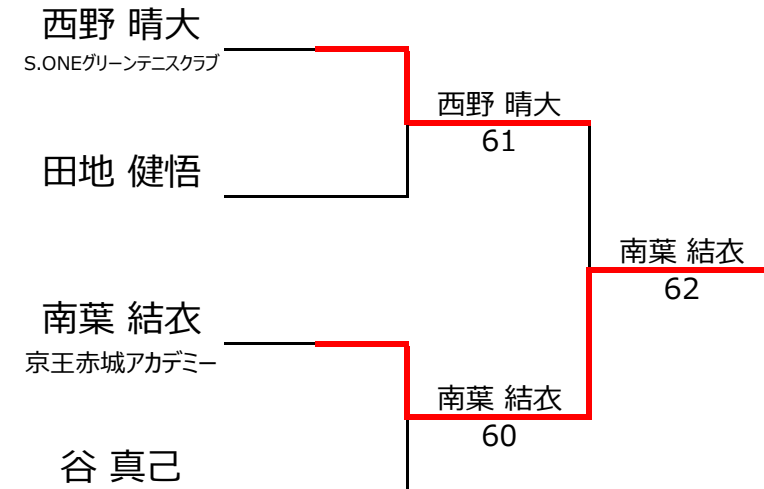 西野 晴大
S.ONEグリーンテニスクラブ
西野 晴大
61
田地 健悟
南葉 結衣
62
南葉 結衣
京王赤城アカデミー
南葉 結衣
60
谷 真己